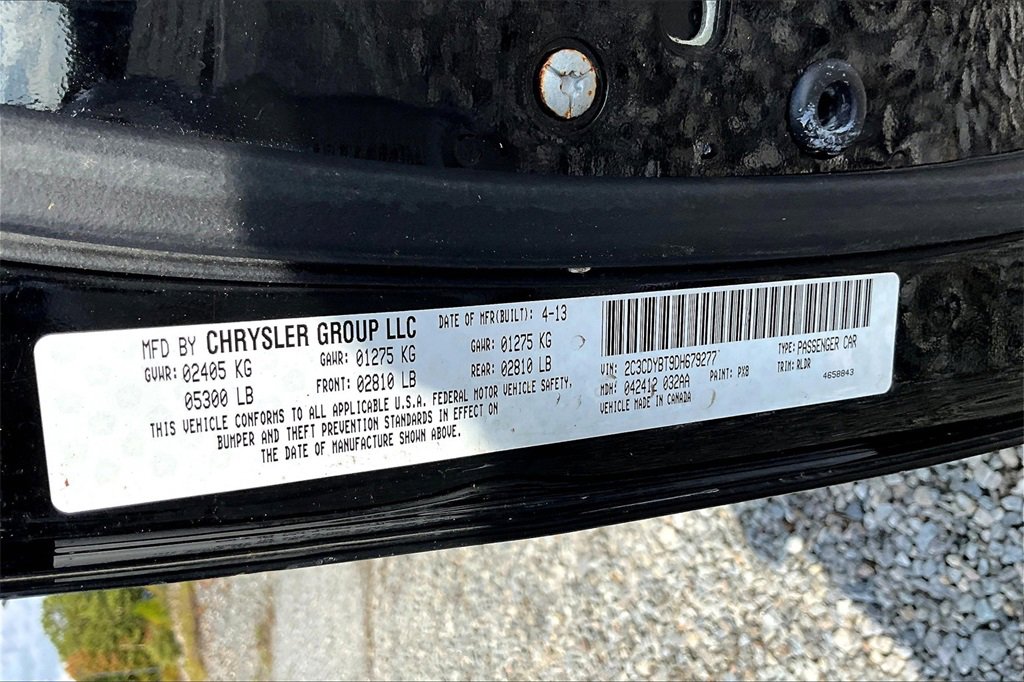 MFD BY CHRYSLER GROUP LLC DATE OF MFR(BUILT): 4-13
GVWR: 02405 KG GAWR: 01275 KG GAWR: 01275 KG
05300 LB FRONT: 02810 LB REAR: 02810 LB
THIS VEHICLE CONFORMS TO ALL APPLICABLE U.S.A. FEDERAL MOTOR VEHICLE SAFETY,
BUMPER AND THEFT PREVENTION STANDARDS IN EFFECT ON
THE DATE OF MANUFACTURE SHOWN ABOVE.
VIN: 2C3CDYBT9DH679277 TYPE: PASSENGER CAR
MDH: 042412 032AA PAINT: PX8 TRIM: RLDR
VEHICLE MADE IN CANADA 4658843